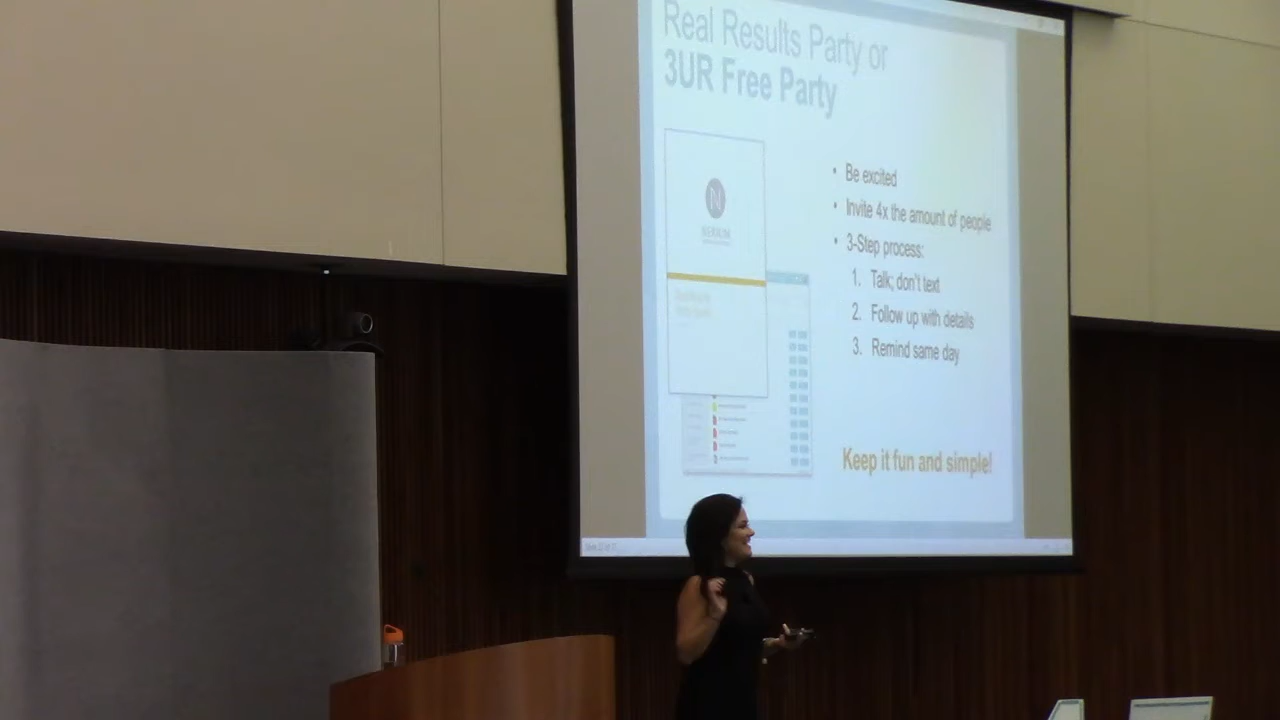 Real Results Party or
3UR Free Party
N
NERIUM
• Be excited
• Invite 4x the amount of people
• 3-Step process:
1. Talk; don't text
2. Follow up with details
3. Remind same day
Keep it fun and simple!